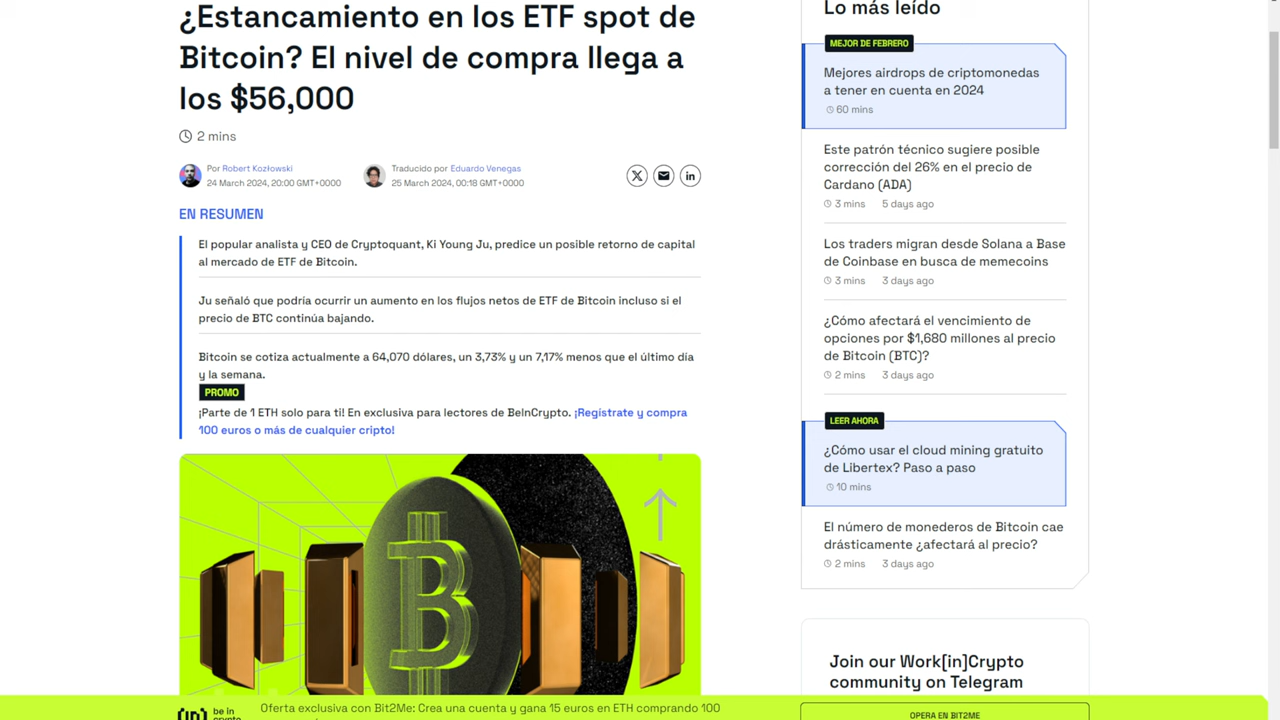 ¿Estancamiento en los ETF spot de
Bitcoin? El nivel de compra llega a
los $56,000
2 mins
Por Robert Kozłowski
24 March 2024, 20:00 GMT+0000
Traducido por Eduardo Venegas
25 March 2024, 00:18 GMT+0000
EN RESUMEN
El popular analista y CEO de Cryptoquant, Ki Young Ju, predice un posible retorno de capital
al mercado de ETF de Bitcoin.
Ju señaló que podría ocurrir un aumento en los flujos netos de ETF de Bitcoin incluso si el
precio de BTC continúa bajando.
Bitcoin se cotiza actualmente a 64,070 dólares, un 3,73% y un 7,17% menos que el último día
y la semana.
PROMO
¡Parte de 1 ETH solo para ti! En exclusiva para lectores de BeInCrypto. ¡Regístrate y compra
100 euros o más de cualquier cripto!
Lo más leído
MEJOR DE FEBRERO
Mejores airdrops de criptomonedas
a tener en cuenta en 2024
60 mins
Este patrón técnico sugiere posible
corrección del 26% en el precio de
Cardano (ADA)
3 mins 5 days ago
Los traders migran desde Solana a Base
de Coinbase en busca de memecoins
3 mins 3 days ago
¿Cómo afectará el vencimiento de
opciones por $1,680 millones al precio
de Bitcoin (BTC)?
2 mins 3 days ago
LEER AHORA
¿Cómo usar el cloud mining gratuito
de Libertex? Paso a paso
10 mins
El número de monederos de Bitcoin cae
drásticamente ¿afectará al precio?
2 mins 3 days ago
Join our Work[in]Crypto
community on Telegram
be in
crypto
Oferta exclusiva con Bit2Me: Crea una cuenta y gana 15 euros en ETH comprando 100
OPERA EN BIT2ME